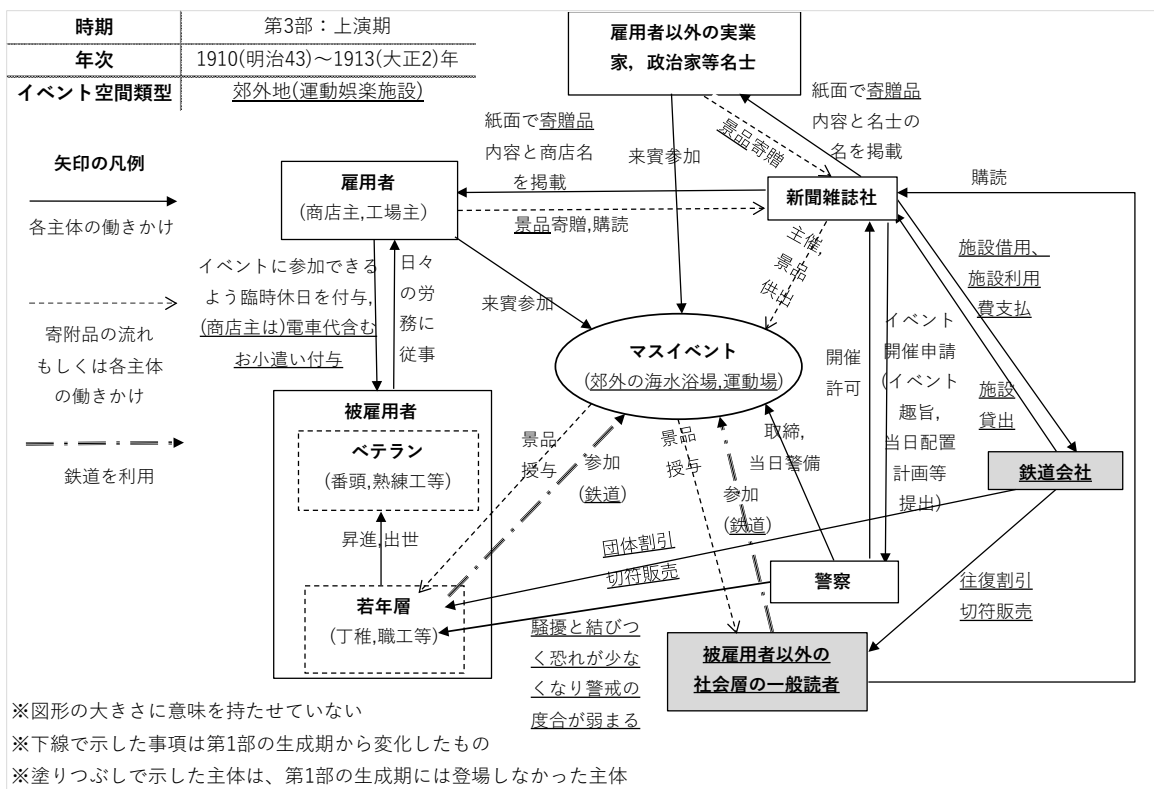 時期
第3部：上演期
年次
1910(明治43)～1913(大正2)年
イベント空間類型
郊外地(運動娯楽施設)
矢印の凡例
各主体の働きかけ
寄附品の流れ
もしくは各主体
の働きかけ
鉄道を利用
雇用者以外の実業
家，政治家等名士
紙面で寄贈品
内容と商店名
を掲載
来賓参加
景品寄贈
紙面で寄贈品
内容と名士の
名を掲載
雇用者
(商店主,工場主)
景品寄贈,購読
新聞雑誌社
購読
イベントに参加できる
よう臨時休日を付与,
(商店主は)電車代含む
お小遣い付与
日々
の労
務に
従事
来賓参加
主催,
景品
供出
施設借用、
施設利用
費支払
マスイベント
(郊外の海水浴場,運動場)
開催
許可
イベント
開催申請
(イベント
趣旨,
当日配置
計画等
提出)
施設
貸出
被雇用者
ベテラン
(番頭,熟練工等)
昇進,出世
若年層
(丁稚,職工等)
景品
授与
参加
(鉄道)
景品
授与
取締,
当日警備
参加
(鉄道)
鉄道会社
団体割引
切符販売
警察
往復割引
切符販売
騒擾と結びつ
く恐れが少な
くなり警戒の
度合が弱まる
被雇用者以外の
社会層の一般読者
※図形の大きさに意味を持たせていない
※下線で示した事項は第1部の生成期から変化したもの
※塗りつぶしで示した主体は、第1部の生成期には登場しなかった主体